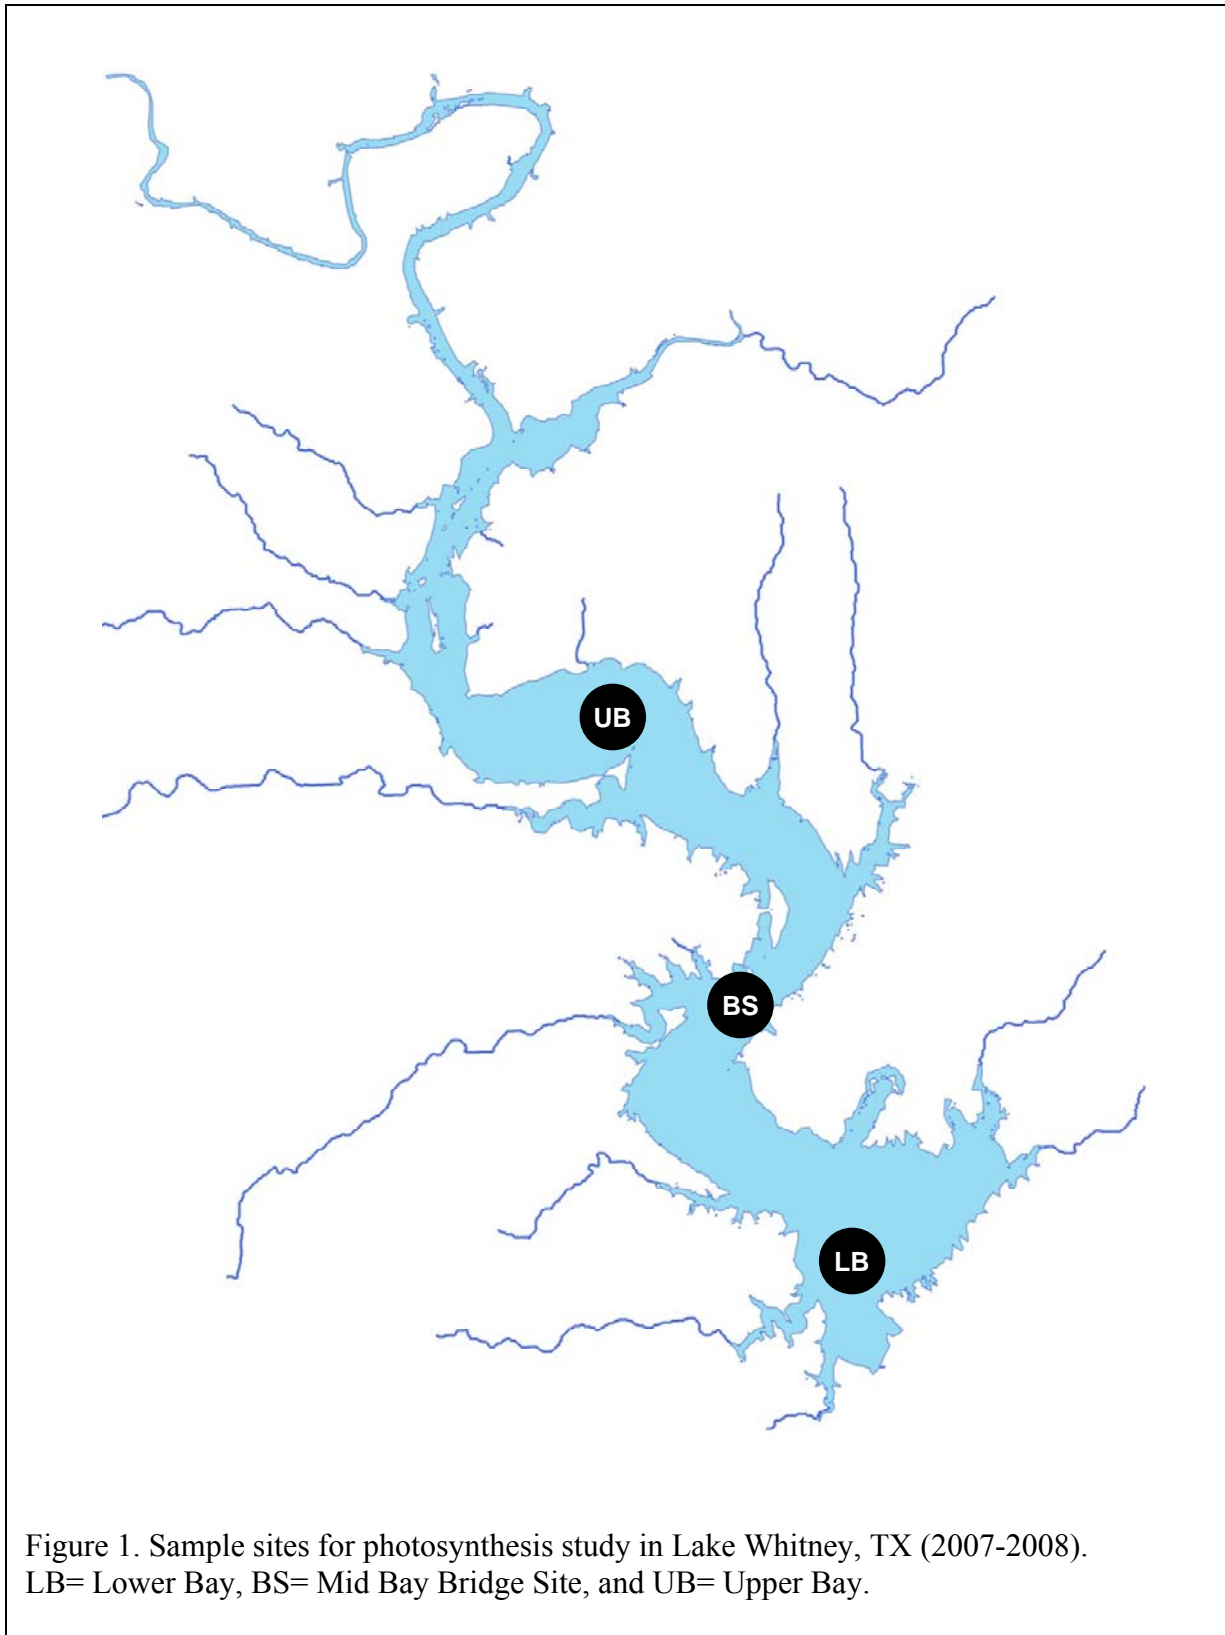 UB
BS
LB
Figure 1. Sample sites for photosynthesis study in Lake Whitney, TX (2007-2008).
LB= Lower Bay, BS= Mid Bay Bridge Site, and UB= Upper Bay.